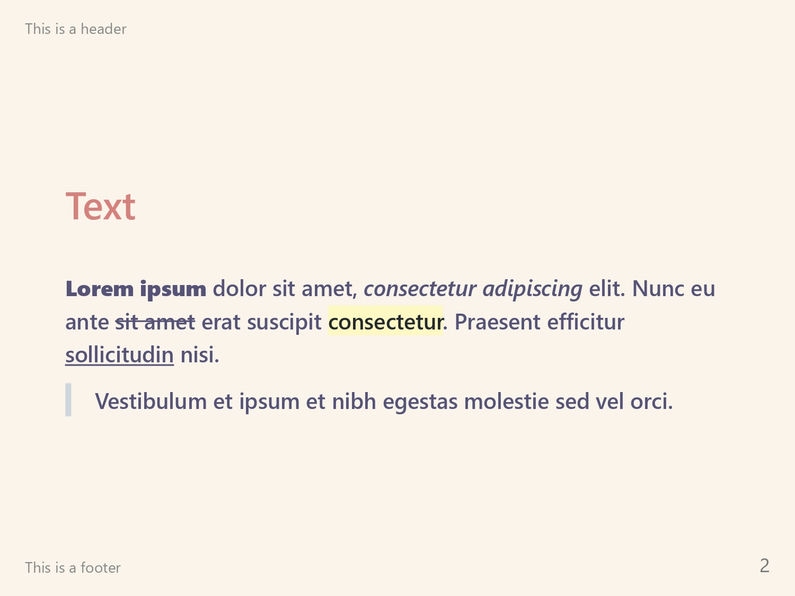 This is a header
Text
Lorem ipsum dolor sit amet, consectetur adipiscing elit. Nunc eu
ante sit amet erat suscipit consectetur. Praesent efficitur
sollicitudin nisi.
Vestibulum et ipsum et nibh egestas molestie sed vel orci.
This is a footer
2